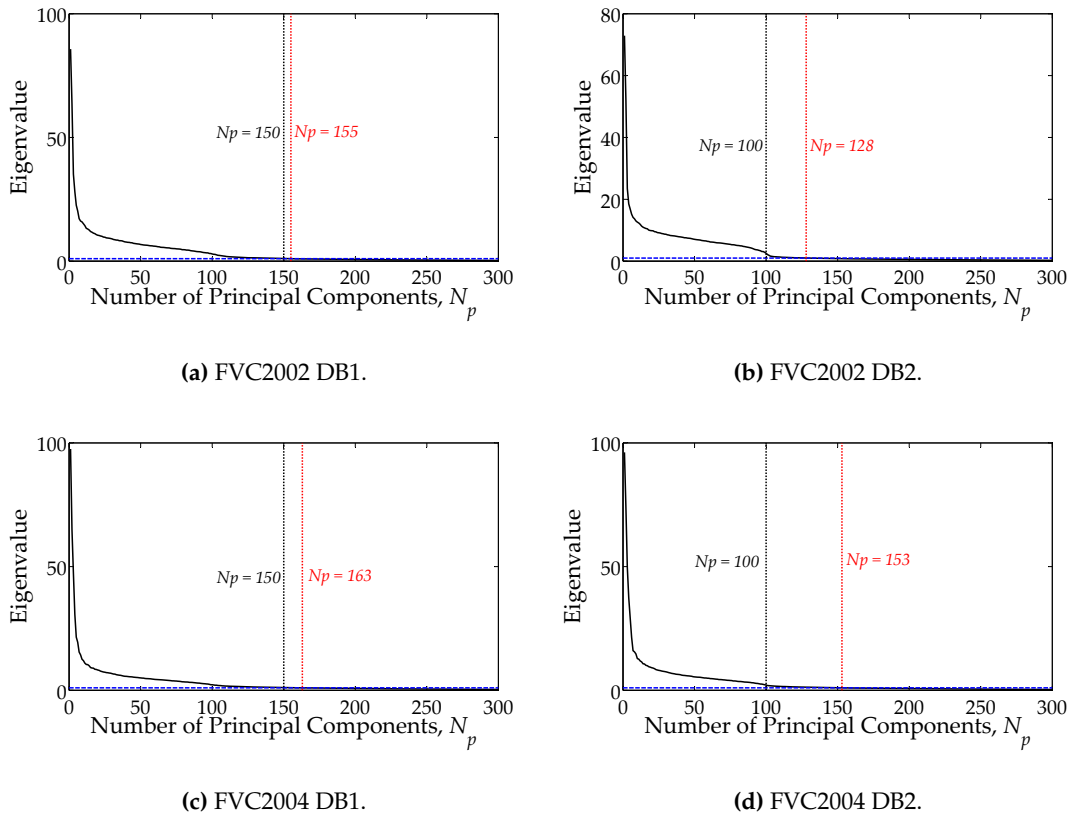 100
50
0
Eigenvalue
Np = 150
Np = 155
0 50 100 150 200 250 300
Number of Principal Components, N_p
(a) FVC2002 DB1.
80
60
40
20
0
Eigenvalue
Np = 100
Np = 128
0 50 100 150 200 250 300
Number of Principal Components, N_p
(b) FVC2002 DB2.
100
50
0
Eigenvalue
Np = 150
Np = 163
0 50 100 150 200 250 300
Number of Principal Components, N_p
(c) FVC2004 DB1.
100
50
0
Eigenvalue
Np = 100
Np = 153
0 50 100 150 200 250 300
Number of Principal Components, N_p
(d) FVC2004 DB2.